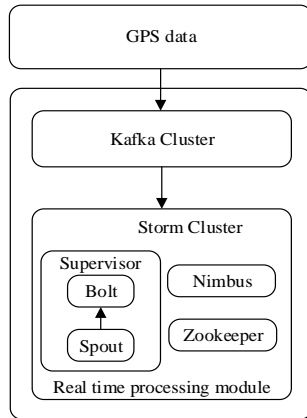 GPS data
Kafka Cluster
Storm Cluster
Supervisor
Bolt
Spout
Nimbus
Zookeeper
Real time processing module